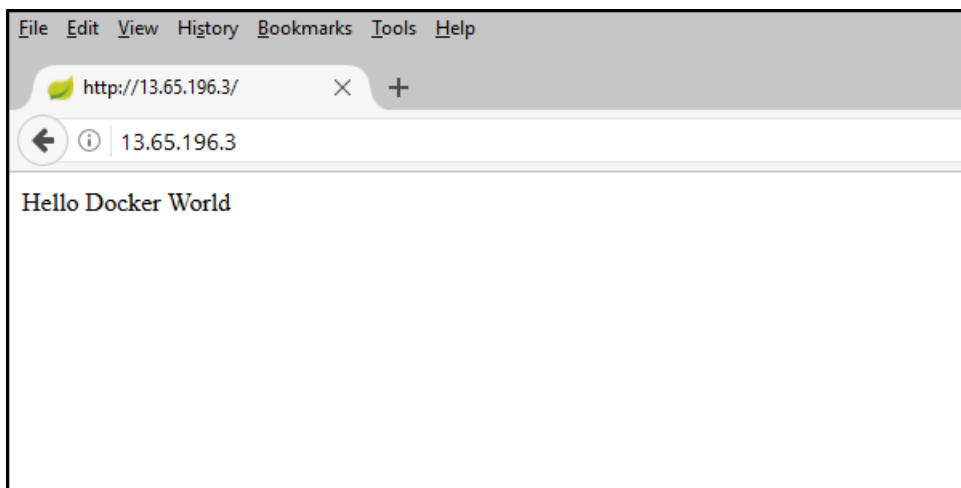 File Edit View History Bookmarks Tools Help
http://13.65.196.3/
13.65.196.3
Hello Docker World